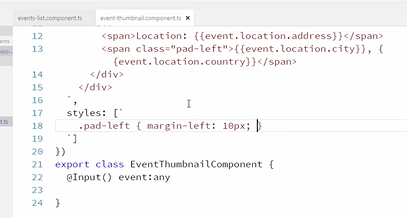 events-list.component.ts event-thumbnail.component.ts ×
12 <span>Location: {{event.location.address}}</span>
13 <span class="pad-left">{{event.location.city}}, {
{event.location.country}}</span>
14 </div>
15 </div>
16 `,
17 styles: [`
18 .pad-left { margin-left: 10px; }
19 `]
20 })
21 export class EventThumbnailComponent {
22 @Input() event:any
23
24 }